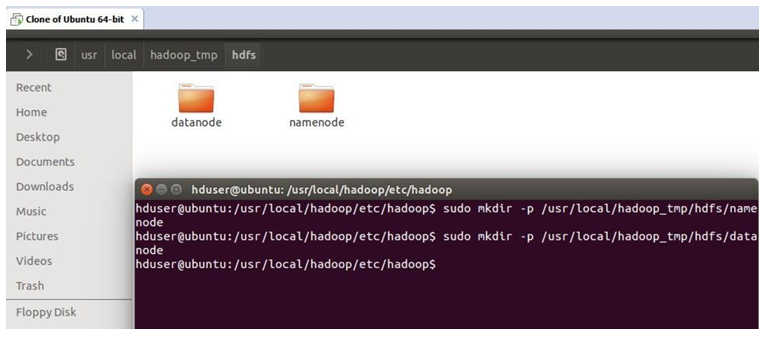 Clone of Ubuntu 64-bit
usr local hadoop_tmp hdfs
Recent
Home
Desktop
Documents
Downloads
Music
Pictures
Videos
Trash
Floppy Disk
datanode namenode
hduser@ubuntu: /usr/local/hadoop/etc/hadoop
hduser@ubuntu:/usr/local/hadoop/etc/hadoop$ sudo mkdir -p /usr/local/hadoop_tmp/hdfs/name
node
hduser@ubuntu:/usr/local/hadoop/etc/hadoop$ sudo mkdir -p /usr/local/hadoop_tmp/hdfs/data
node
hduser@ubuntu:/usr/local/hadoop/etc/hadoop$